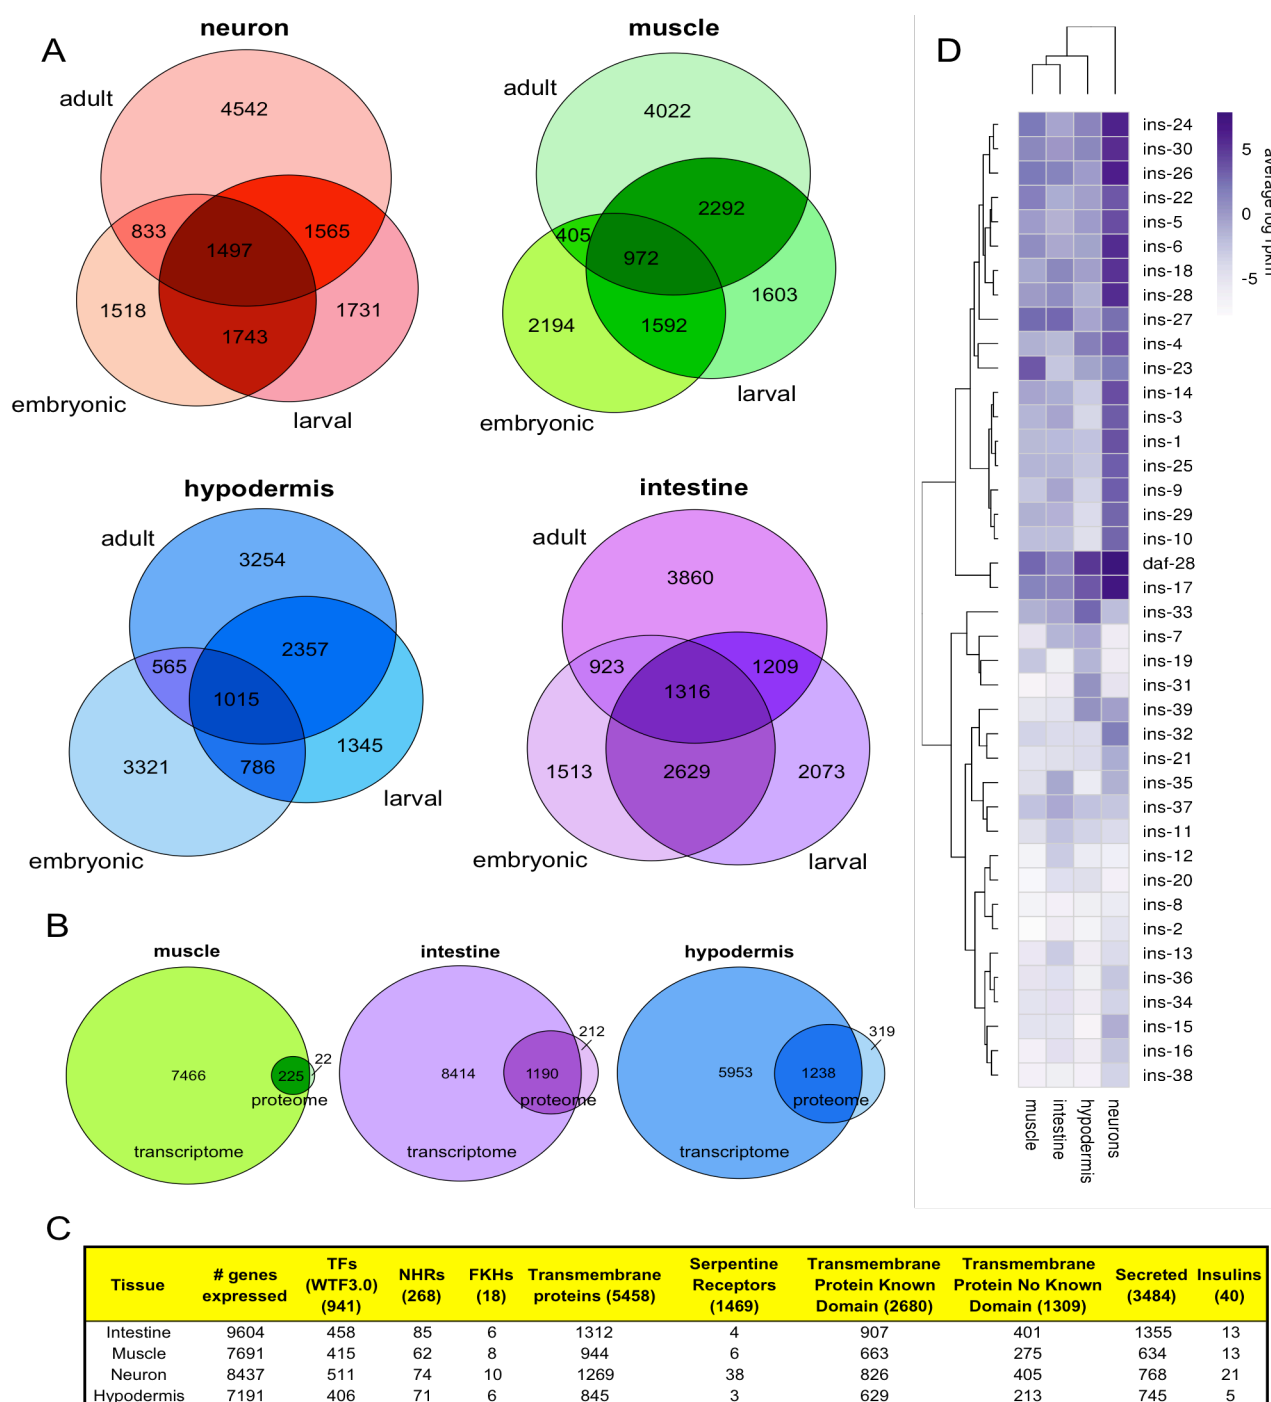 A
neuron
adult
4542
833
1497
1565
1518
1743
1731
embryonic
larval
muscle
adult
4022
2292
405
972
1603
2194
1592
larval
embryonic
hypodermis
adult
3254
2357
565
1015
1345
3321
786
larval
embryonic
intestine
adult
3860
923
1209
1316
1513
2629
2073
embryonic
larval
B
muscle
7466
225
22
proteome
transcriptome
intestine
8414
1190
212
proteome
transcriptome
hypodermis
5953
1238
319
proteome
transcriptome
D
ins-24
ins-30
ins-26
ins-22
ins-5
ins-6
ins-18
ins-28
ins-27
ins-4
ins-23
ins-14
ins-3
ins-1
ins-25
ins-9
ins-29
ins-10
daf-28
ins-17
ins-33
ins-7
ins-19
ins-31
ins-39
ins-32
ins-21
ins-35
ins-37
ins-11
ins-12
ins-20
ins-8
ins-2
ins-13
ins-36
ins-34
ins-15
ins-16
ins-38
muscle
intestine
hypodermis
neurons
5
0
-5
average log rpkm
C
Tissue # genes expressed TFs (WTF3.0) (941) NHRs (268) FKHs (18) Transmembrane proteins (5458) Serpentine Receptors (1469) Transmembrane Protein Known Domain (2680) Transmembrane Protein No Known Domain (1309) Secreted (3484) Insulins (40)
Intestine 9604 458 85 6 1312 4 907 401 1355 13
Muscle 7691 415 62 8 944 6 663 275 634 13
Neuron 8437 511 74 10 1269 38 826 405 768 21
Hypodermis 7191 406 71 6 845 3 629 213 745 5